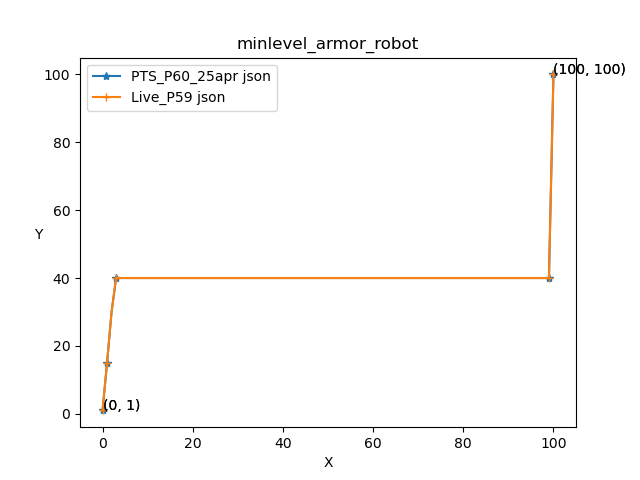 minlevel_armor_robot
PTS_P60_25apr json
Live_P59 json
(100, 100)
100
80
60
40
20
0
Y
(0, 1)
0 20 40 60 80 100
X